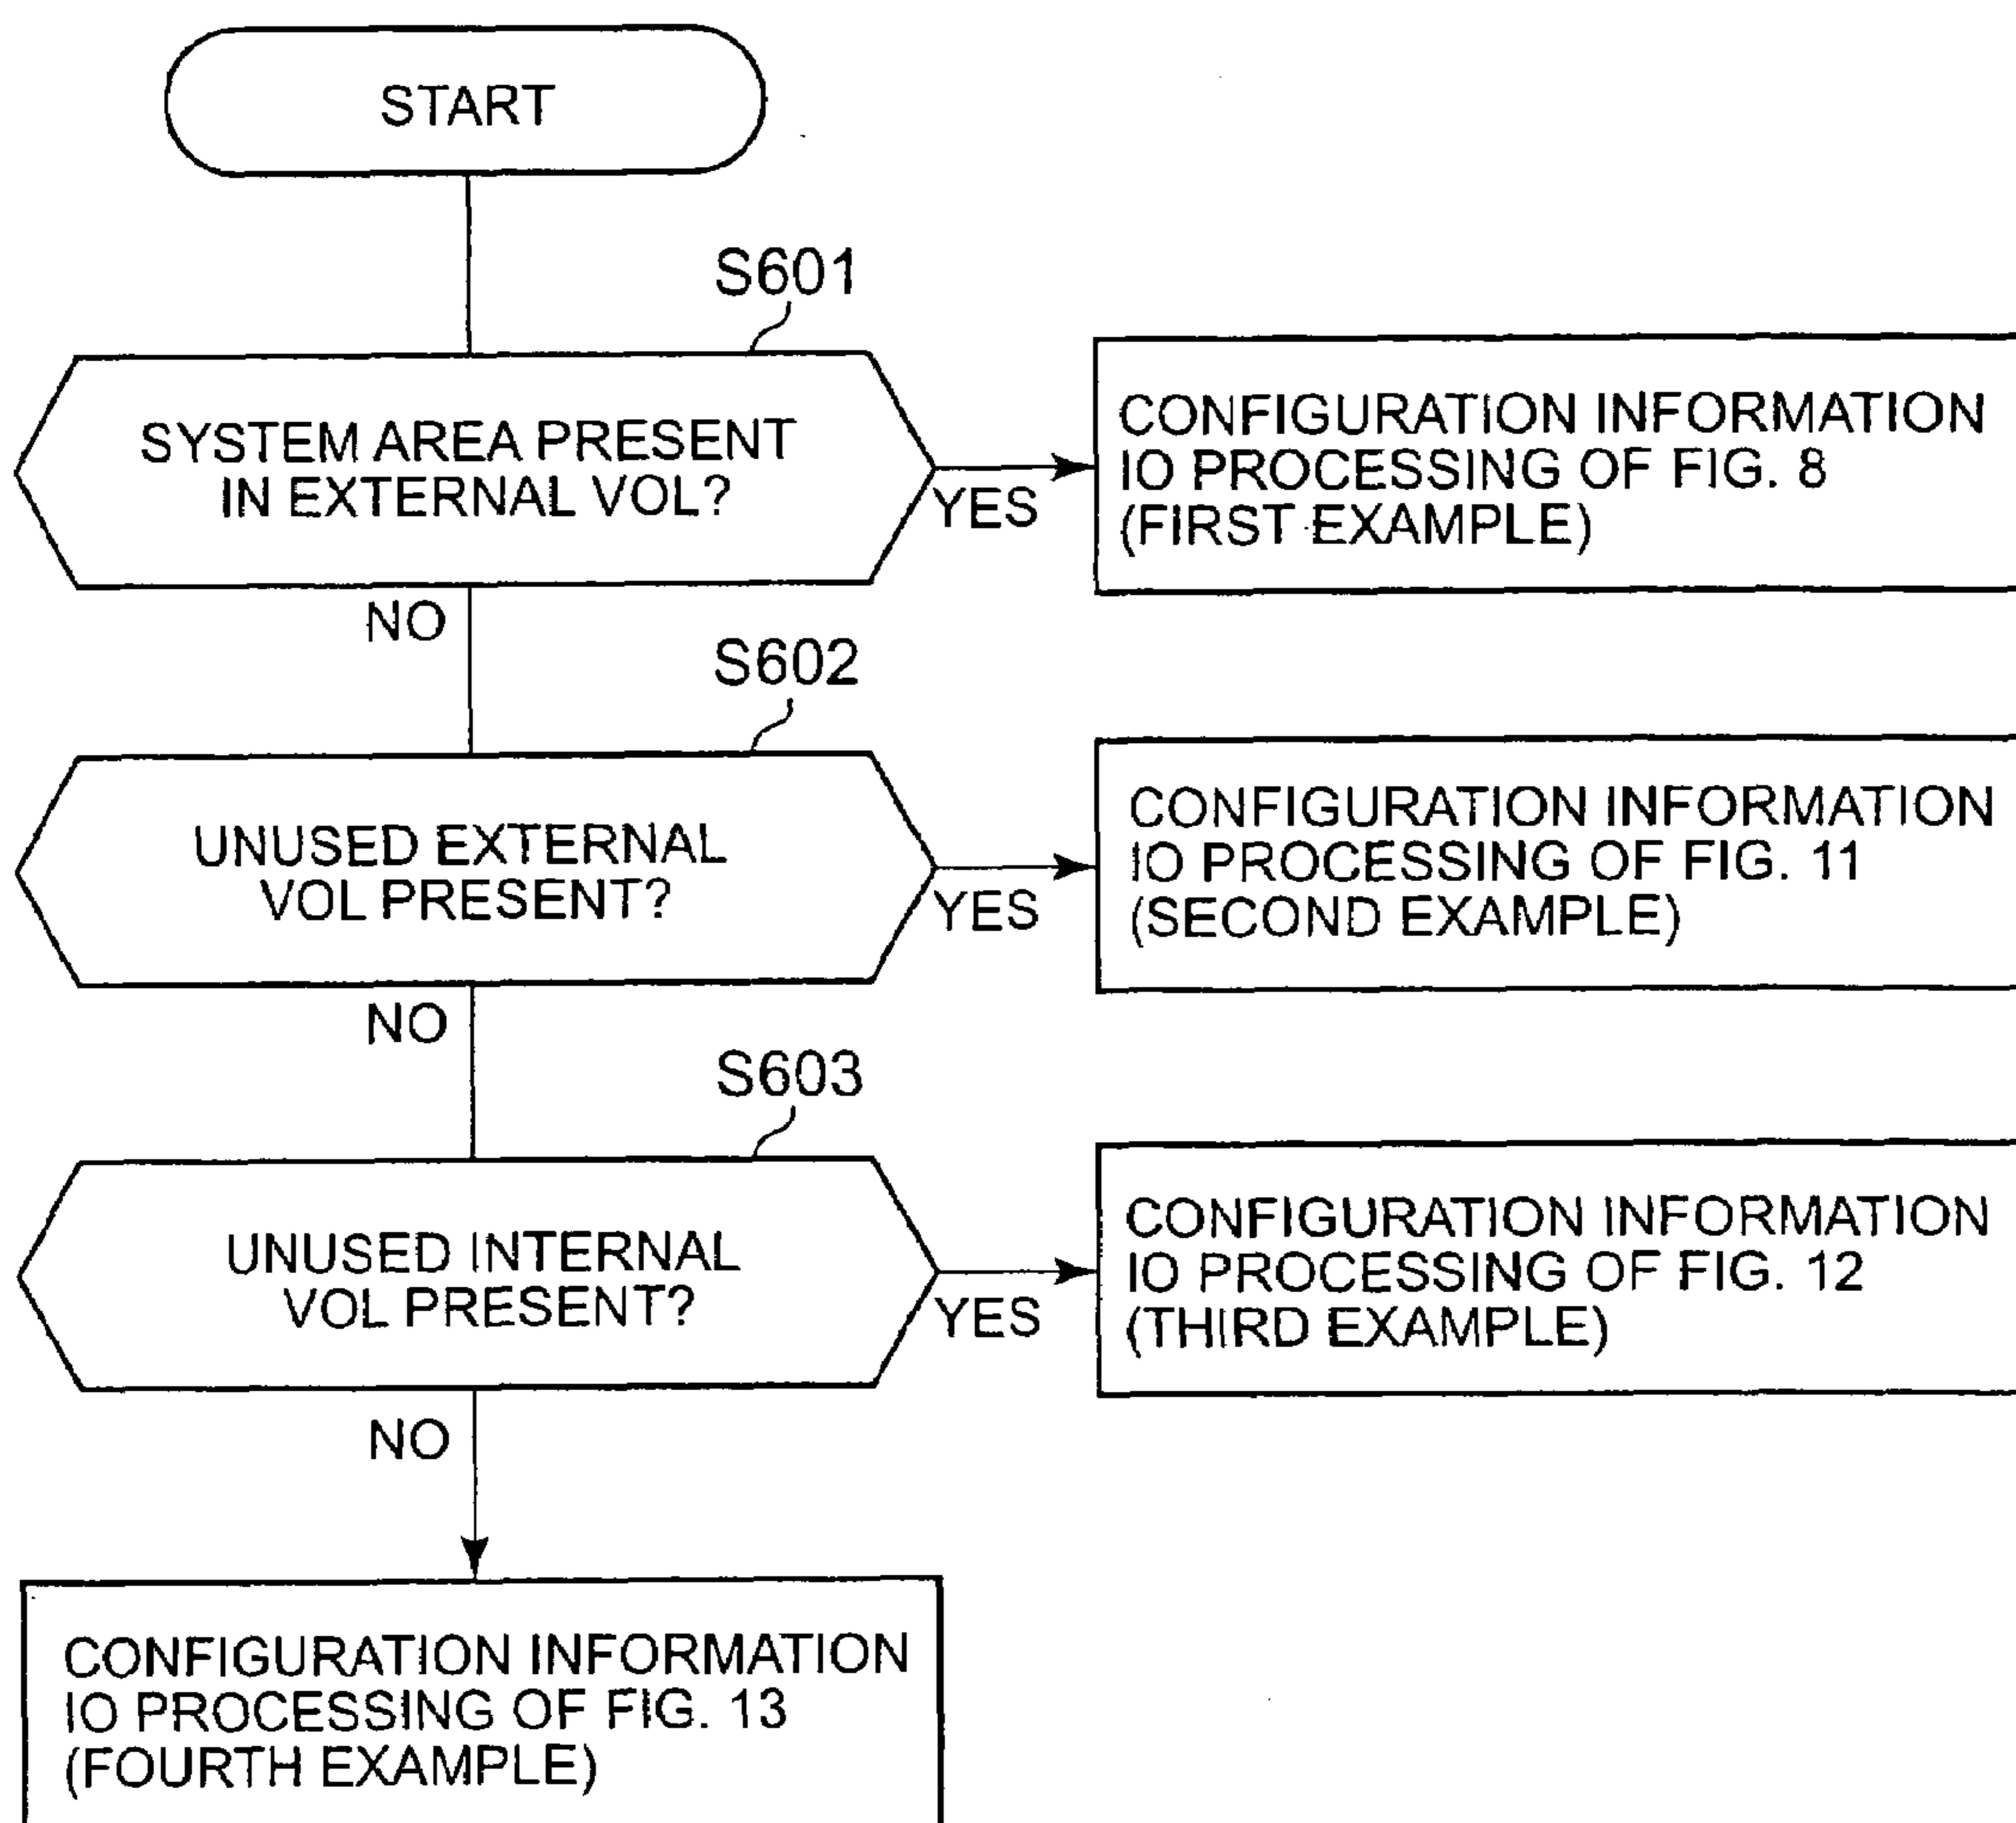 START
S601
SYSTEM AREA PRESENT
IN EXTERNAL VOL?
YES
CONFIGURATION INFORMATION
IO PROCESSING OF FIG. 8
(FIRST EXAMPLE)
NO
S602
UNUSED EXTERNAL
VOL PRESENT?
YES
CONFIGURATION INFORMATION
IO PROCESSING OF FIG. 11
(SECOND EXAMPLE)
NO
S603
UNUSED INTERNAL
VOL PRESENT?
YES
CONFIGURATION INFORMATION
IO PROCESSING OF FIG. 12
(THIRD EXAMPLE)
NO
CONFIGURATION INFORMATION
IO PROCESSING OF FIG. 13
(FOURTH EXAMPLE)